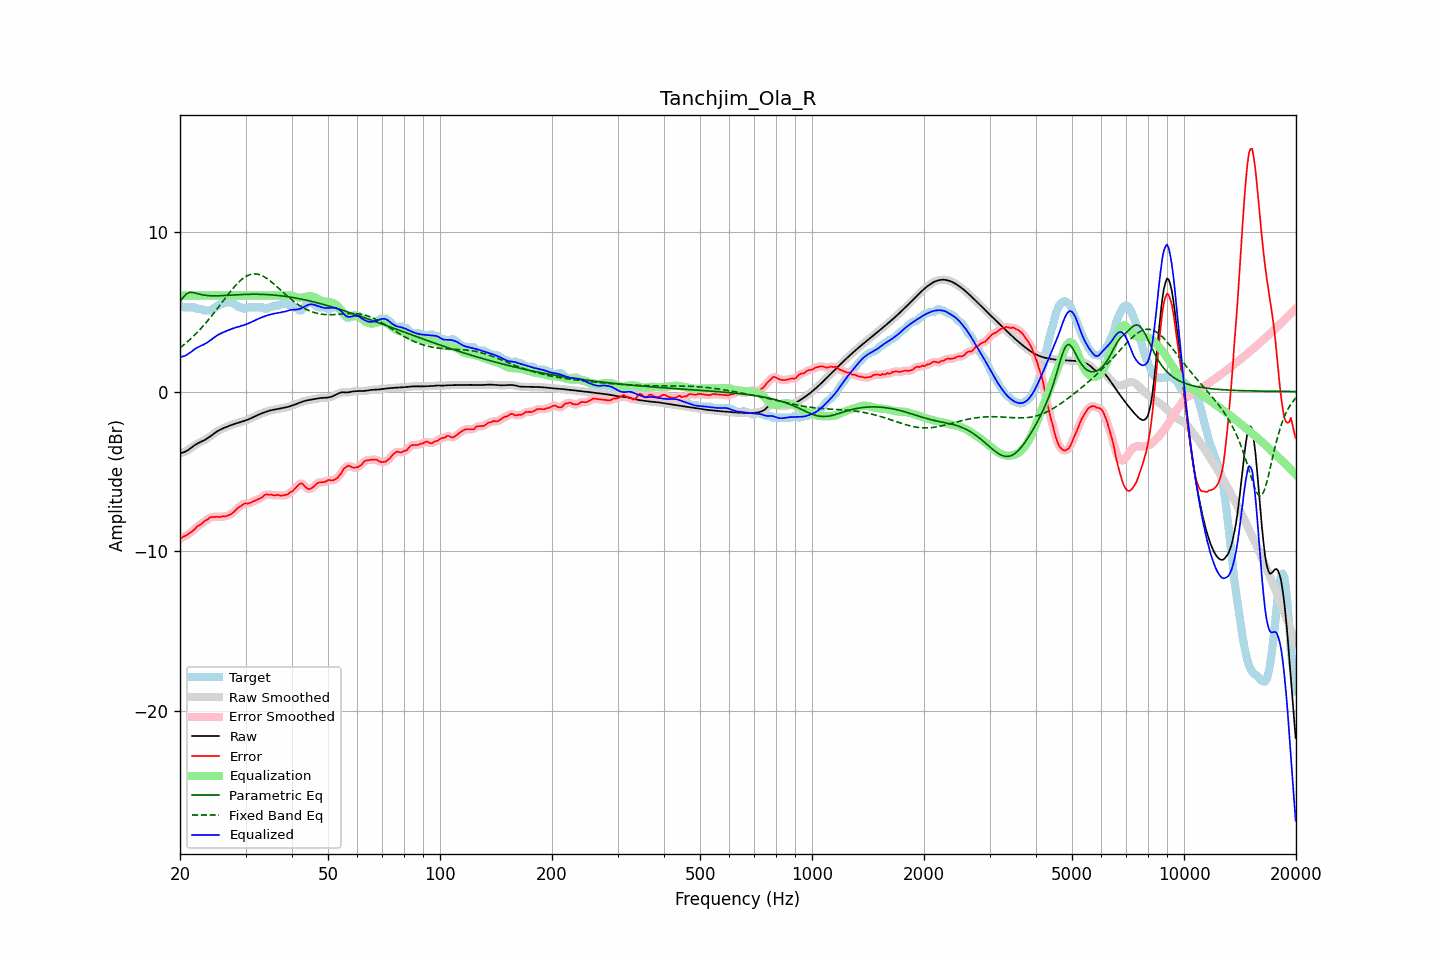 Tanchjim_Ola_R
Amplitude (dBr)
10
0
−10
−20
Target
Raw Smoothed
Error Smoothed
Raw
Error
Equalization
Parametric Eq
Fixed Band Eq
Equalized
20 50 100 200 500 1000 2000 5000 10000 20000
Frequency (Hz)